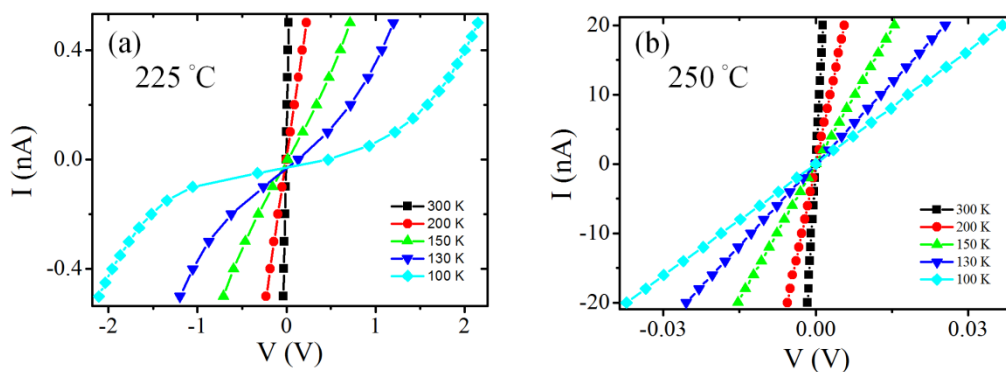 (a)
225 °C
I (nA)
0.4
0.0
-0.4
300 K
200 K
150 K
130 K
100 K
-2 -1 0 1 2
V (V)
(b)
250 °C
I (nA)
20
10
0
-10
-20
300 K
200 K
150 K
130 K
100 K
-0.03 0.00 0.03
V (V)